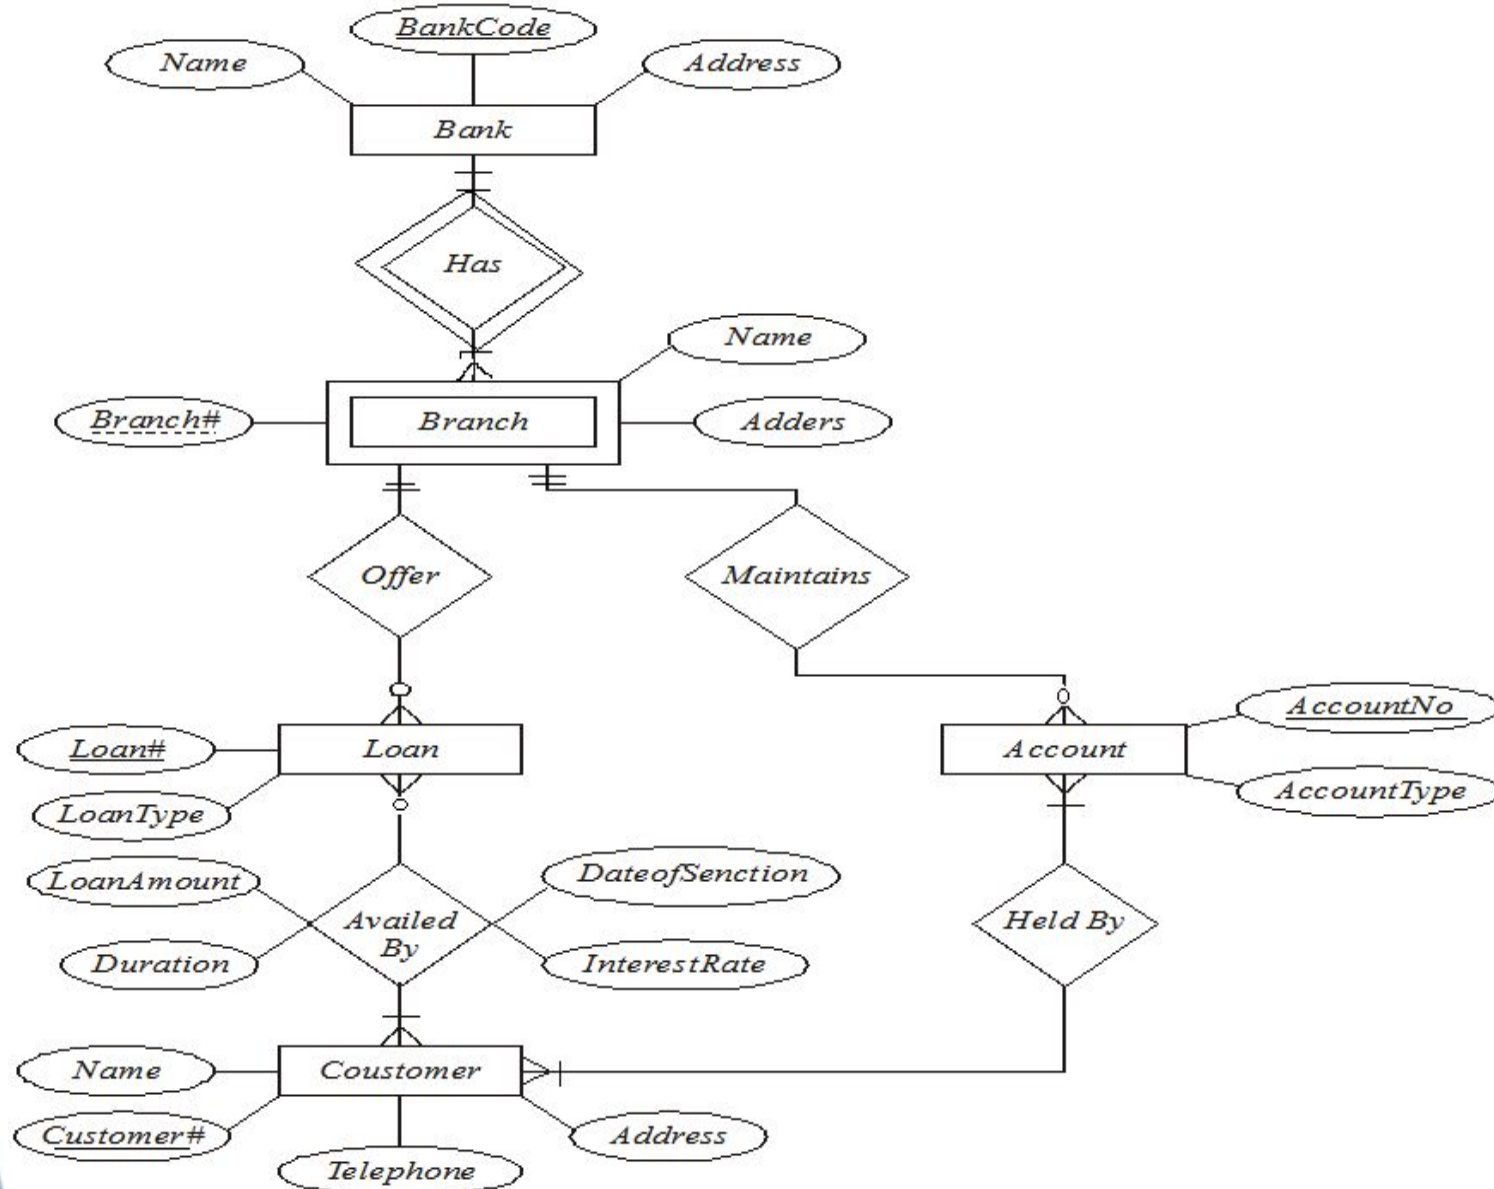 BankCode
Name
Address
Bank
Has
Name
Branch#
Branch
Adders
Offer
Maintains
AccountNo
Loan#
Loan
Account
AccountType
LoanType
LoanAmount
DateofSenction
Availed
By
Held By
Duration
InterestRate
Name
Coustomer
Customer#
Address
Telephone